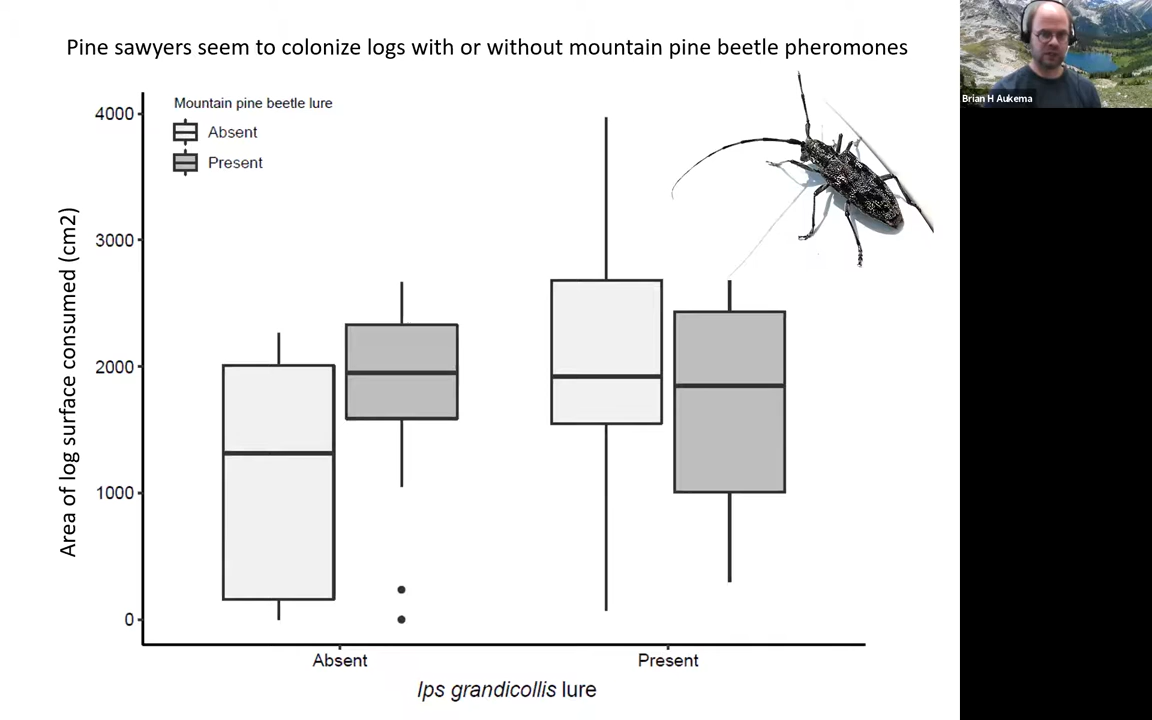 Pine sawyers seem to colonize logs with or without mountain pine beetle pheromones
Brian H Aukema
Mountain pine beetle lure
Absent
Present
Area of log surface consumed (cm2)
4000
3000
2000
1000
0
Absent
Present
Ips grandicollis lure